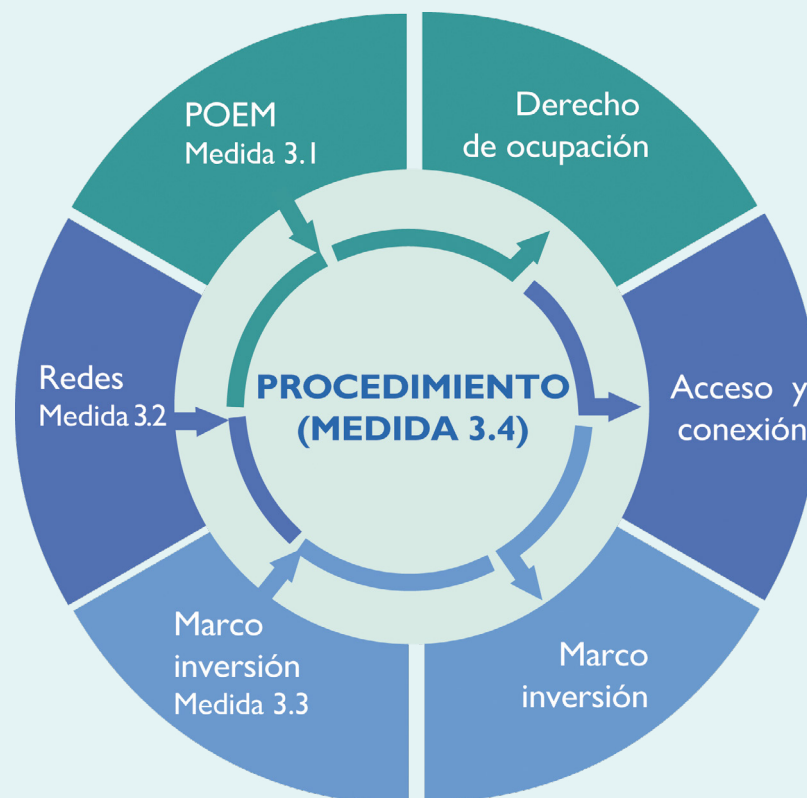 POEM
Medida 3.1
Derecho
de ocupación
Redes
Medida 3.2
PROCEDIMIENTO
(MEDIDA 3.4)
Acceso y
conexión
Marco
inversión
Medida 3.3
Marco
inversión